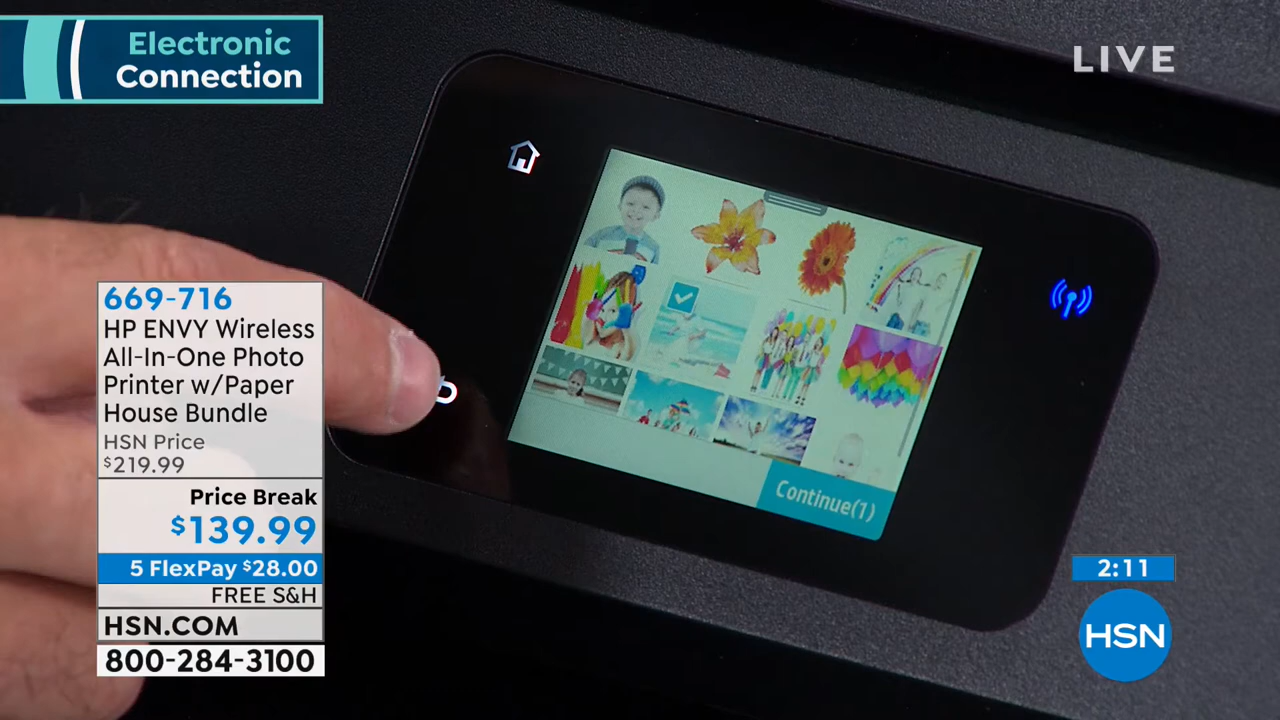 Electronic
Connection
LIVE
669-716
HP ENVY Wireless
All-In-One Photo
Printer w/Paper
House Bundle
HSN Price
$219.99
Price Break
$139.99
5 FlexPay $28.00
FREE S&H
HSN.COM
800-284-3100
Continue(1)
2:11
HSN